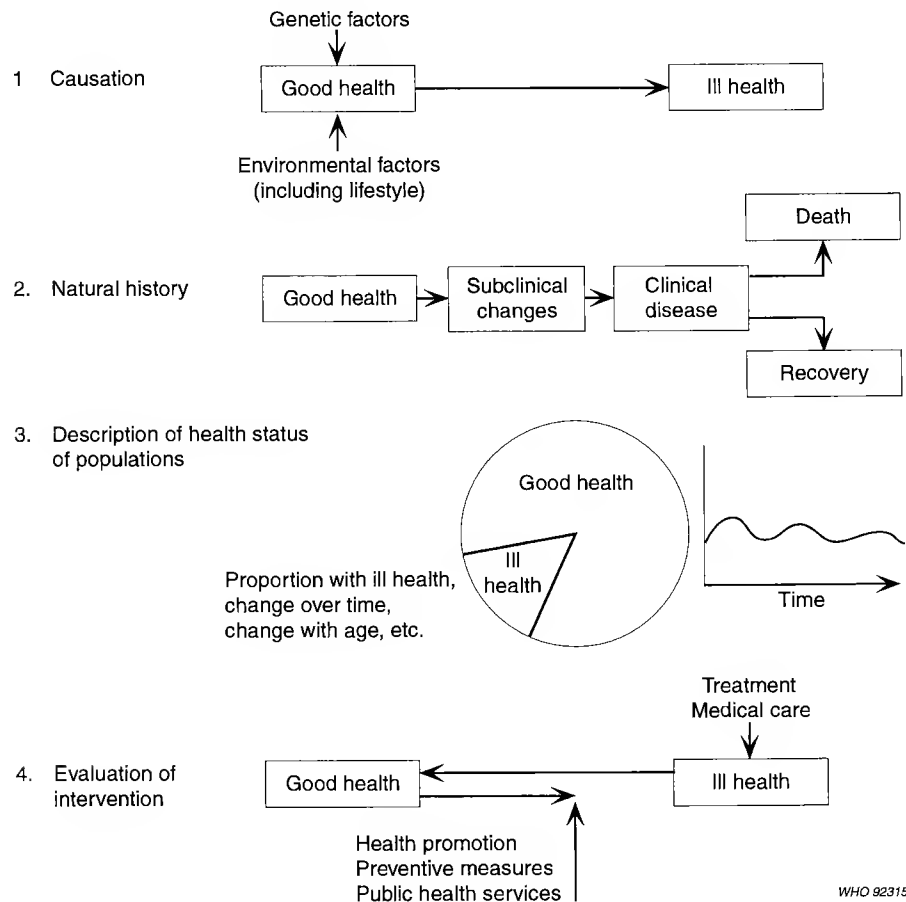 Genetic factors
1 Causation
Good health
Ill health
Environmental factors
(including lifestyle)
Death
2. Natural history
Good health
Subclinical
changes
Clinical
disease
Recovery
3. Description of health status
of populations
Good health
Ill
health
Proportion with ill health,
change over time,
change with age, etc.
Time
Treatment
Medical care
4. Evaluation of
intervention
Good health
Ill health
Health promotion
Preventive measures
Public health services
WHO 92315